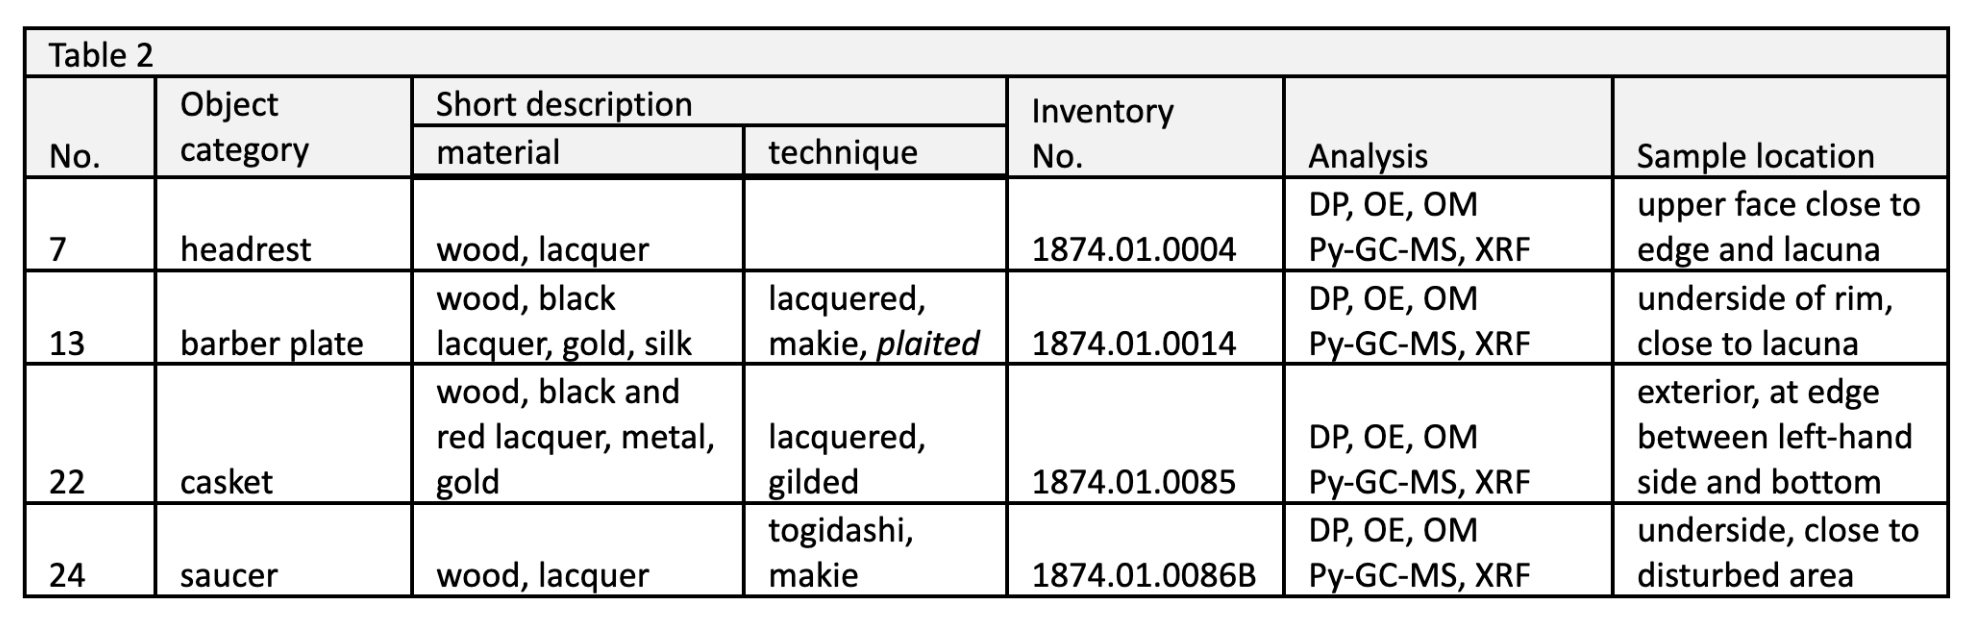 Table 2
No.
Object
category
Short description
material
technique
Inventory
No.
Analysis
Sample location
7
headrest
wood, lacquer
1874.01.0004
DP, OE, OM
Py-GC-MS, XRF
upper face close to
edge and lacuna
13
barber plate
wood, black
lacquer, gold, silk
lacquered,
makie, plaited
1874.01.0014
DP, OE, OM
Py-GC-MS, XRF
underside of rim,
close to lacuna
22
casket
wood, black and
red lacquer, metal,
gold
lacquered,
gilded
1874.01.0085
DP, OE, OM
Py-GC-MS, XRF
exterior, at edge
between left-hand
side and bottom
24
saucer
wood, lacquer
togidashi,
makie
1874.01.0086B
DP, OE, OM
Py-GC-MS, XRF
underside, close to
disturbed area